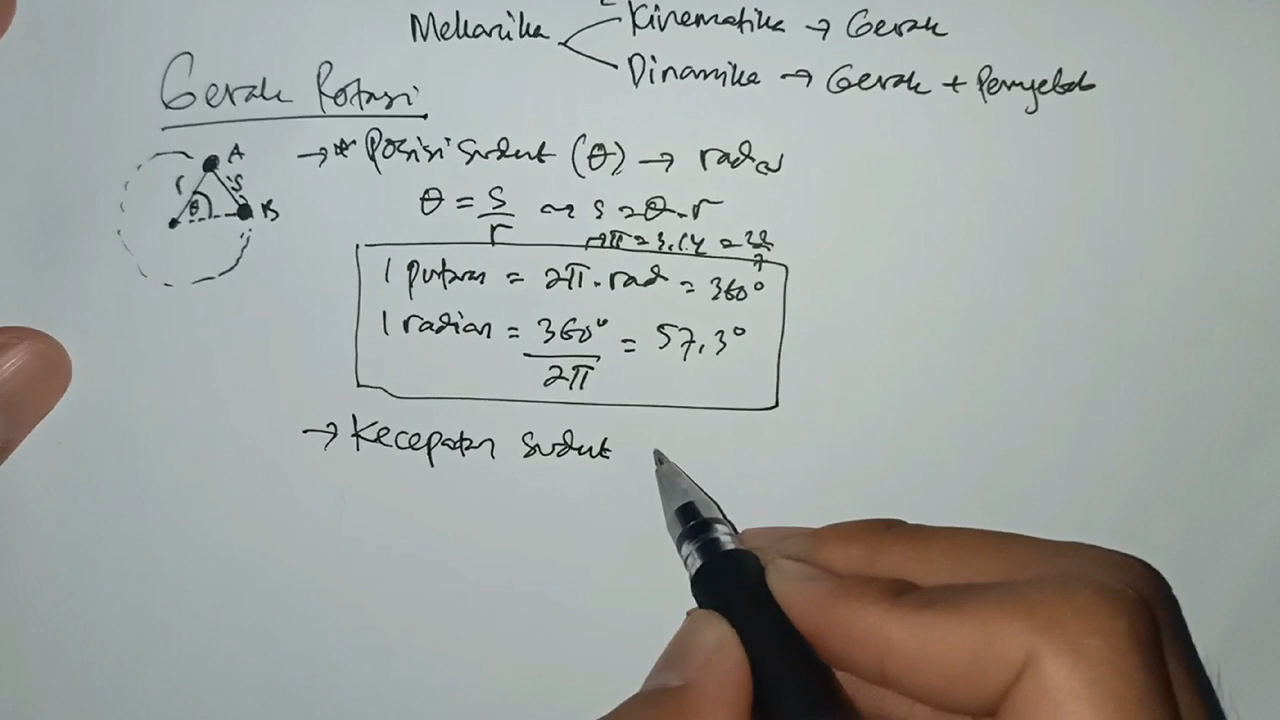 Mekanika Kinematika → Gerak
Dinamika → Gerak + Penyebab
Gerak Rotasi
A
r
s
θ
B
→ * Posisi sudut (θ) → rad
θ = s/r ~> s = θ . r
→ π = 3,14 = 22/7
1 putaran = 2π . rad = 360°
1 radian = 360°/2π = 57,3°
→ Kecepatan sudut